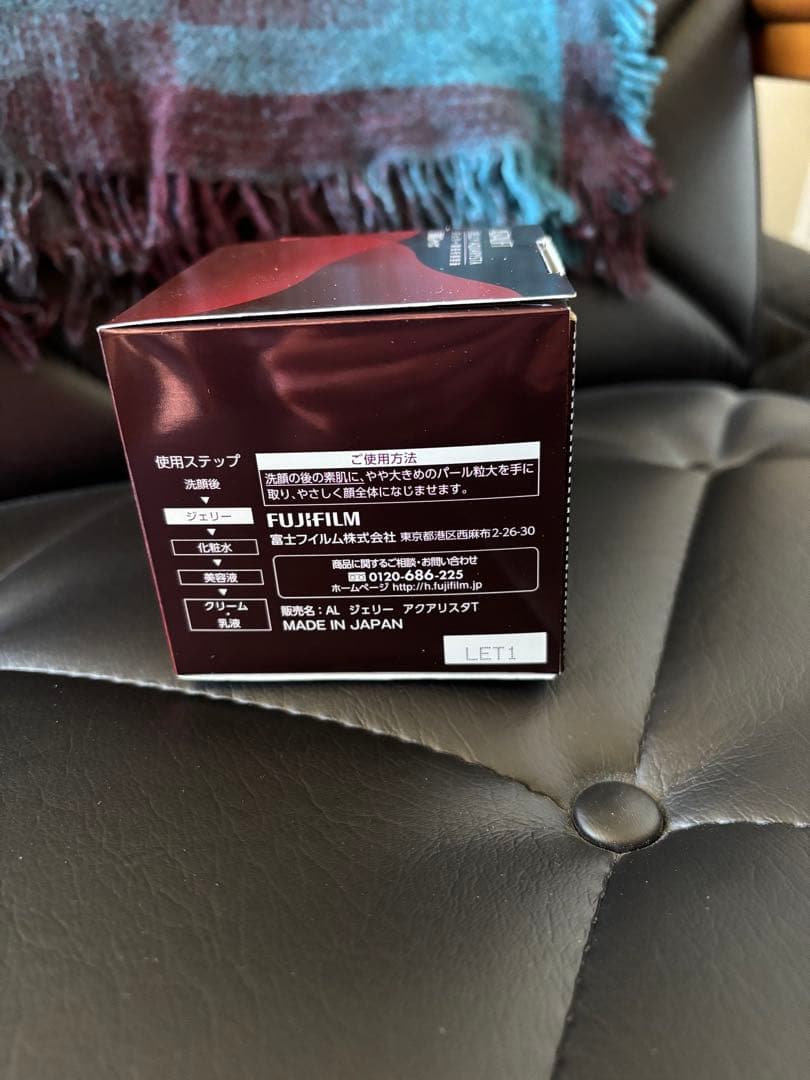 使用ステップ
洗顔後
▼
ジェリー
▼
化粧水
▼
美容液
▼
クリーム
・
乳液
ご使用方法
洗顔の後の素肌に、やや大きめのパール粒大を手に
取り、やさしく顔全体になじませます。
FUJIFILM
富士フイルム株式会社 東京都港区西麻布2-26-30
商品に関するご相談・お問い合わせ
0120-686-225
ホームページ http://h.fujifilm.jp
販売名：AL ジェリー アクアリスタT
MADE IN JAPAN
LET1